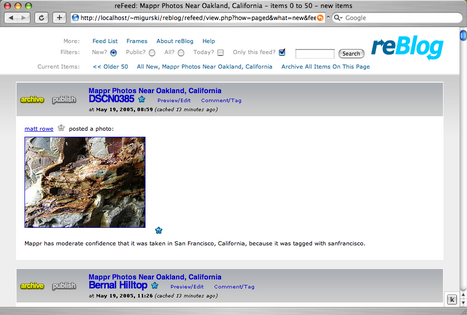 reFeed: Mappr Photos Near Oakland, California - items 0 to 50 - new items
http://localhost/~migurski/reblog/refeed/view.php?how=paged&what=new&fee
Google
More: Feed List Frames About reBlog Help
Filters: New? Public? All? Today? Only this feed? Search
reBlog
Current Items: << Older 50 All New, Mappr Photos Near Oakland, California Archive All Items On This Page
Mappr Photos Near Oakland, California
archive publish DSCN0385 Preview/Edit Comment/Tag
at May 19, 2005, 08:59 (cached 13 minutes ago)
matt rowe posted a photo:
Mappr has moderate confidence that it was taken in San Francisco, California, because it was tagged with sanfrancisco.
Mappr Photos Near Oakland, California
archive publish Bernal Hilltop Preview/Edit Comment/Tag
at May 19, 2005, 11:26 (cached 13 minutes ago)
k